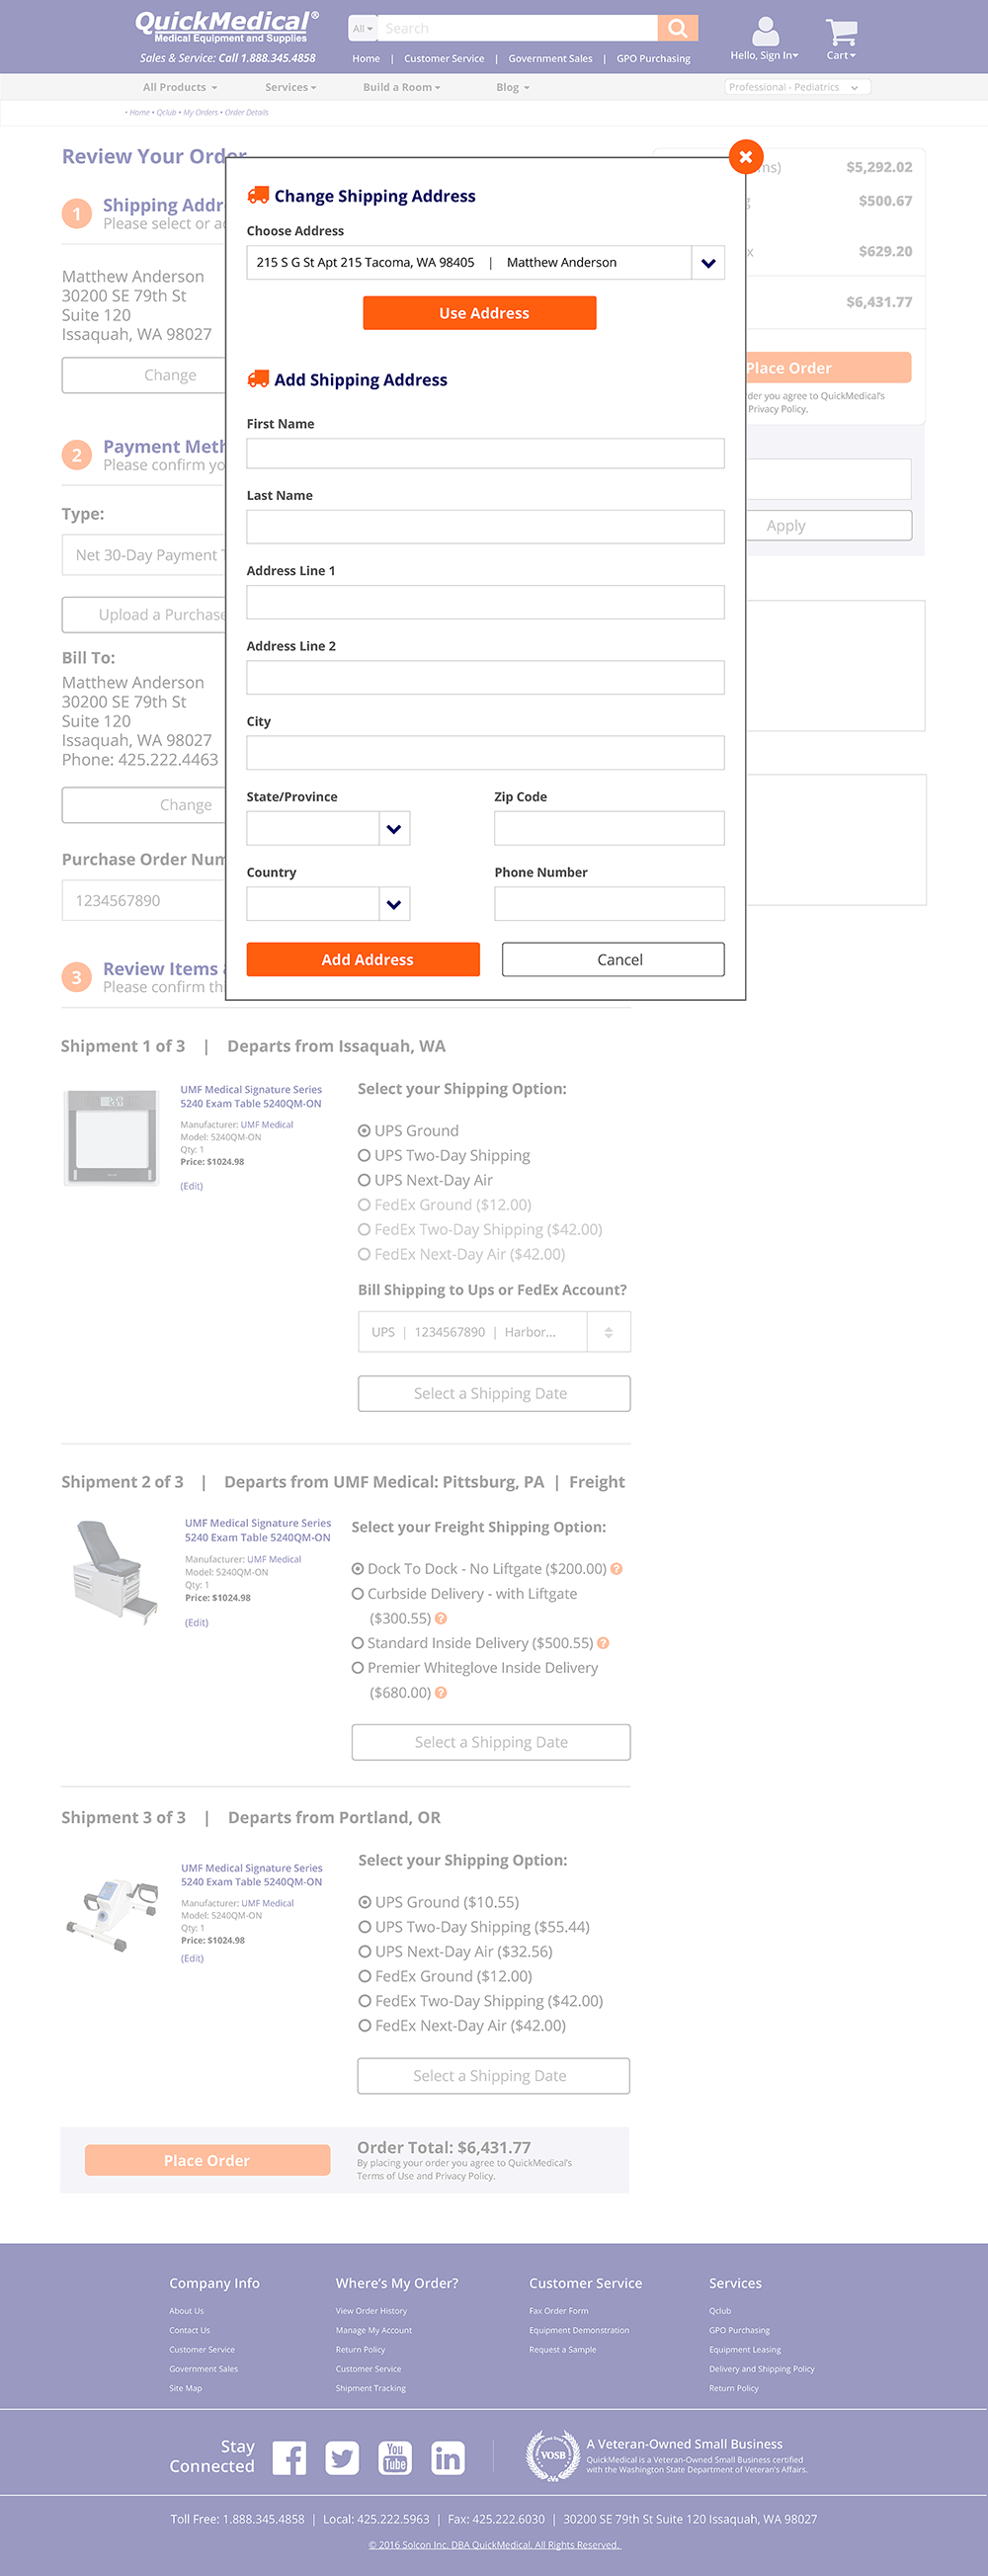 QuickMedical®
Medical Equipment and Supplies
Sales & Service: Call 1.888.345.4858
All
Search
Home | Customer Service | Government Sales | GPO Purchasing
Hello, Sign In
Cart
All Products
Services
Build a Room
Blog
Professional - Pediatrics
• Home • Qclub • My Orders • Order Details
Review Your Order
1
Shipping Addr
Please select or a
Matthew Anderson
30200 SE 79th St
Suite 120
Issaquah, WA 98027
Change
2
Payment Meth
Please confirm yo
Type:
Net 30-Day Payment T
Upload a Purchase
Bill To:
Matthew Anderson
30200 SE 79th St
Suite 120
Issaquah, WA 98027
Phone: 425.222.4463
Change
Purchase Order Num
1234567890
3
Review Items
Please confirm th
Change Shipping Address
Choose Address
215 S G St Apt 215 Tacoma, WA 98405 | Matthew Anderson
Use Address
Add Shipping Address
First Name
Last Name
Address Line 1
Address Line 2
City
State/Province
Zip Code
Country
Phone Number
Add Address
Cancel
ms) $5,292.02
$500.67
x $629.20
$6,431.77
Place Order
der you agree to QuickMedical's
Privacy Policy.
Apply
Shipment 1 of 3 | Departs from Issaquah, WA
UMF Medical Signature Series
5240 Exam Table 5240QM-ON
Manufacturer: UMF Medical
Model: 5240QM-ON
Qty: 1
Price: $1024.98
(Edit)
Select your Shipping Option:
UPS Ground
UPS Two-Day Shipping
UPS Next-Day Air
FedEx Ground ($12.00)
FedEx Two-Day Shipping ($42.00)
FedEx Next-Day Air ($42.00)
Bill Shipping to Ups or FedEx Account?
UPS | 1234567890 | Harbor...
Select a Shipping Date
Shipment 2 of 3 | Departs from UMF Medical: Pittsburg, PA | Freight
UMF Medical Signature Series
5240 Exam Table 5240QM-ON
Manufacturer: UMF Medical
Model: 5240QM-ON
Qty: 1
Price: $1024.98
(Edit)
Select your Freight Shipping Option:
Dock To Dock - No Liftgate ($200.00) ?
Curbside Delivery - with Liftgate
($300.55) ?
Standard Inside Delivery ($500.55) ?
Premier Whiteglove Inside Delivery
($680.00) ?
Select a Shipping Date
Shipment 3 of 3 | Departs from Portland, OR
UMF Medical Signature Series
5240 Exam Table 5240QM-ON
Manufacturer: UMF Medical
Model: 5240QM-ON
Qty: 1
Price: $1024.98
(Edit)
Select your Shipping Option:
UPS Ground ($10.55)
UPS Two-Day Shipping ($55.44)
UPS Next-Day Air ($32.56)
FedEx Ground ($12.00)
FedEx Two-Day Shipping ($42.00)
FedEx Next-Day Air ($42.00)
Select a Shipping Date
Place Order
Order Total: $6,431.77
By placing your order you agree to QuickMedical's
Terms of Use and Privacy Policy.
Company Info
About Us
Contact Us
Customer Service
Government Sales
Site Map
Where's My Order?
View Order History
Manage My Account
Return Policy
Customer Service
Shipment Tracking
Customer Service
Fax Order Form
Equipment Demonstration
Request a Sample
Services
Qclub
GPO Purchasing
Equipment Leasing
Delivery and Shipping Policy
Return Policy
Stay
Connected
You
Tube
in
VOSB
A Veteran-Owned Small Business
QuickMedical is a Veteran-Owned Small Business certified
with the Washington State Department of Veteran's Affairs.
Toll Free: 1.888.345.4858 | Local: 425.222.5963 | Fax: 425.222.6030 | 30200 SE 79th St Suite 120 Issaquah, WA 98027
© 2016 Solcon Inc. DBA QuickMedical. All Rights Reserved.